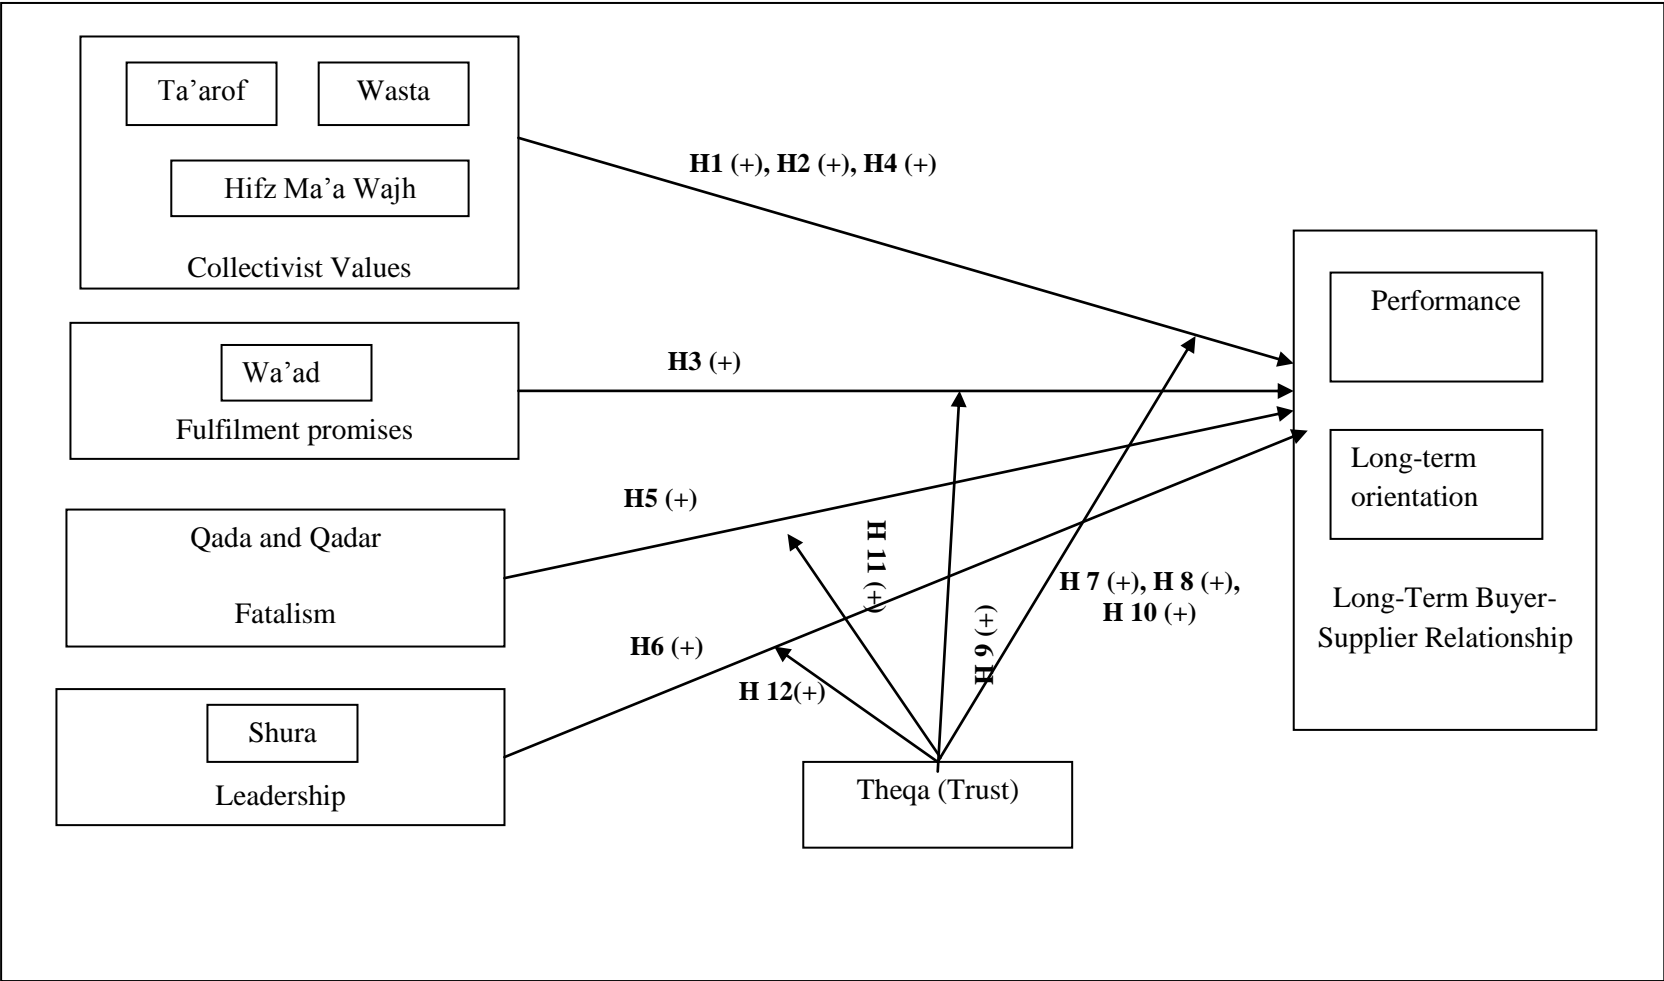 Ta’arof
Wasta
Hifz Ma’a Wajh
Collectivist Values
H1 (+), H2 (+), H4 (+)
Wa’ad
Fulfilment promises
H3 (+)
Qada and Qadar
Fatalism
H5 (+)
Shura
Leadership
H6 (+)
H 11 (+)
H 9 (+)
H 7 (+), H 8 (+),
H 10 (+)
H 12(+)
Theqa (Trust)
Performance
Long-term
orientation
Long-Term Buyer-
Supplier Relationship